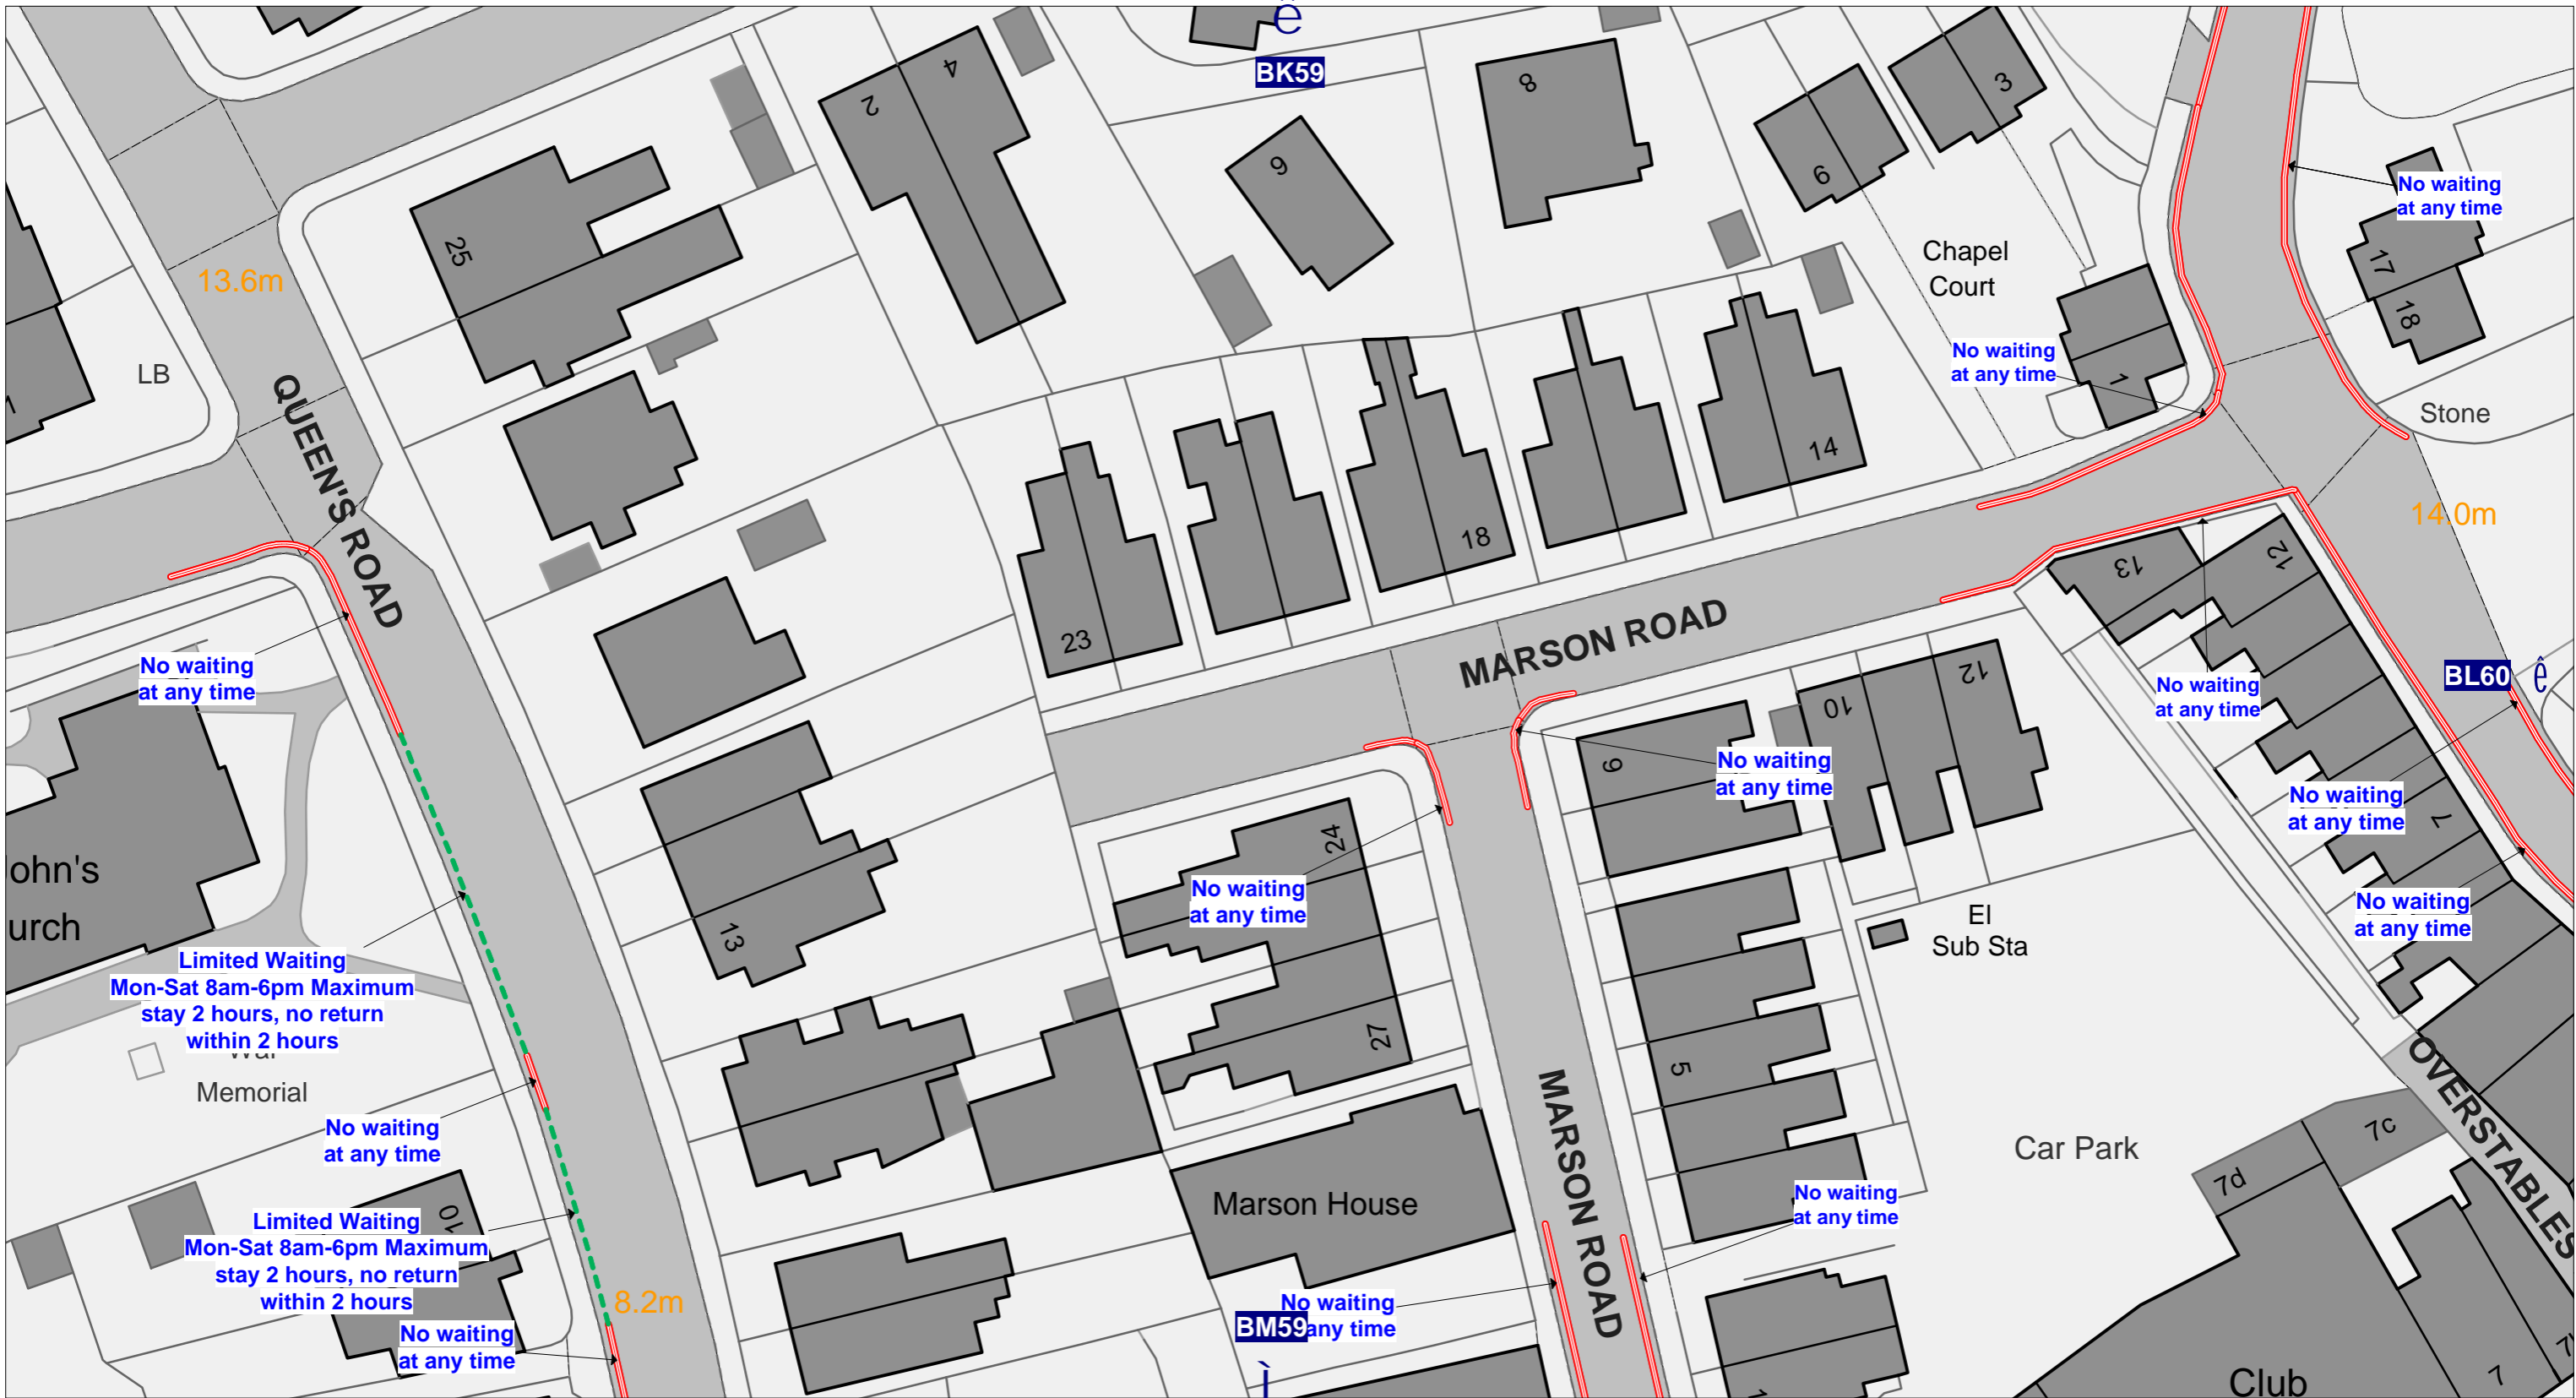 BK59
2
4
9
8
6
3
No waiting
at any time
25
13.6m
17
18
Chapel
Court
LB
1
No waiting
at any time
1
QUEEN'S ROAD
Stone
14
18
14.0m
23
13
12
MARSON ROAD
No waiting
at any time
No waiting
at any time
BL60
ê
12
10
9
No waiting
at any time
No waiting
at any time
7
24
No waiting
at any time
John's
urch
13
No waiting
at any time
El
Sub Sta
Limited Waiting
Mon-Sat 8am-6pm Maximum
stay 2 hours, no return
within 2 hours
War
Memorial
27
5
OVERSTABLES
No waiting
at any time
MARSON ROAD
Car Park
7c
7d
Marson House
No waiting
at any time
10
Limited Waiting
Mon-Sat 8am-6pm Maximum
stay 2 hours, no return
within 2 hours
8.2m
No waiting
any time
BM59
No waiting
at any time
1
Club
7
7